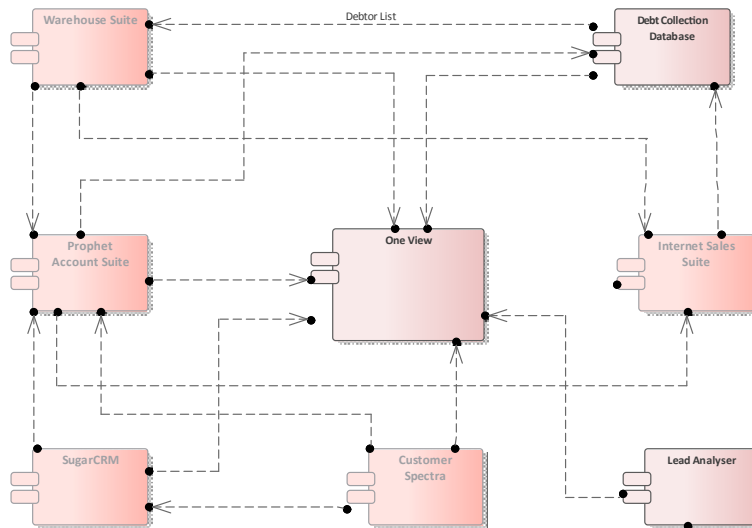 Warehouse Suite
Debtor List
Debt Collection
Database
Prophet
Account Suite
One View
Internet Sales
Suite
SugarCRM
Customer
Spectra
Lead Analyser